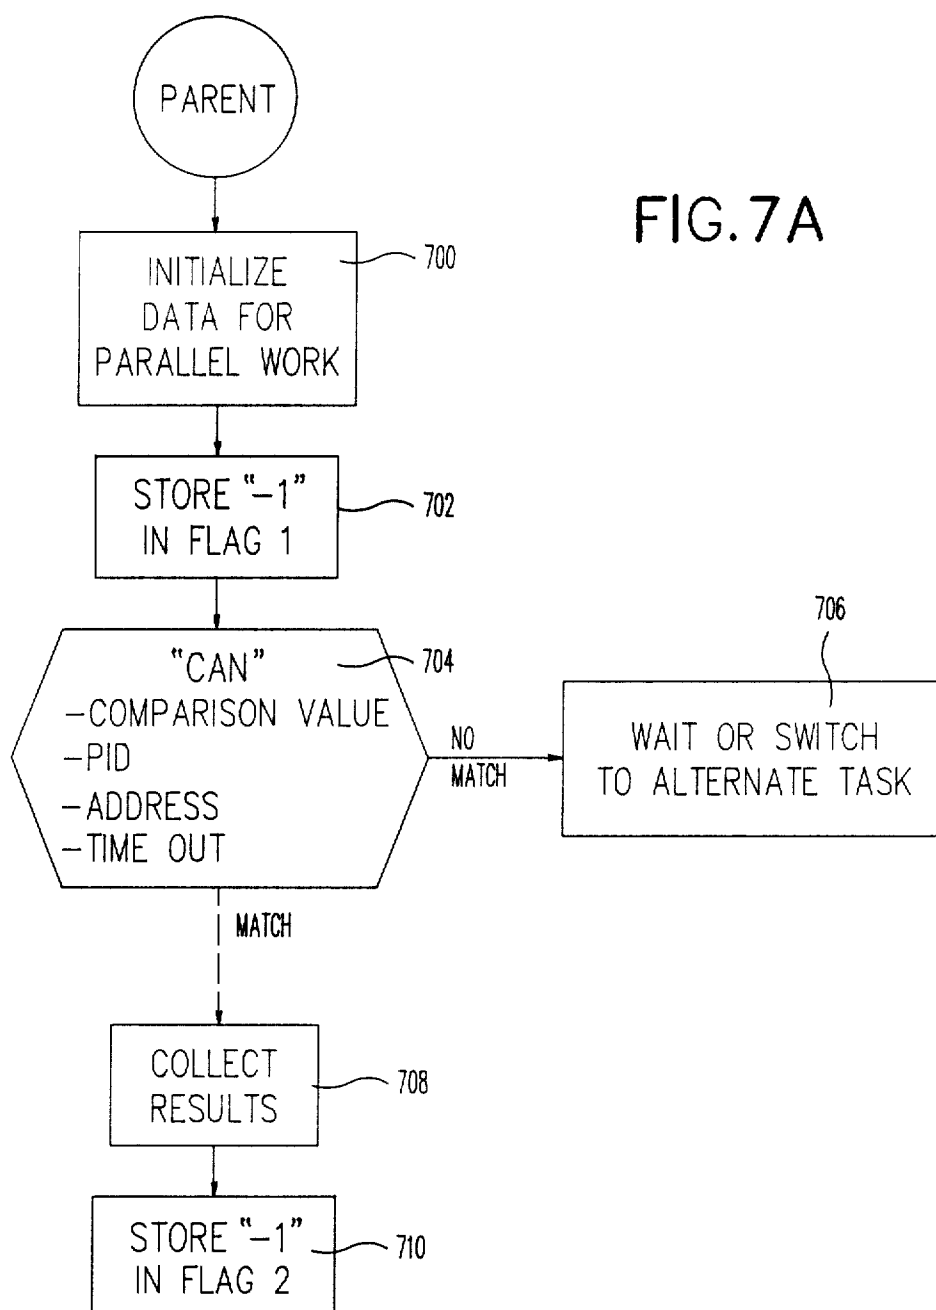 PARENT
FIG.7A
700
INITIALIZE
DATA FOR
PARALLEL WORK
STORE "-1"
IN FLAG 1
702
"CAN"
704
-COMPARISON VALUE
-PID
-ADDRESS
-TIME OUT
NO
MATCH
706
WAIT OR SWITCH
TO ALTERNATE TASK
MATCH
COLLECT
RESULTS
708
STORE "-1"
IN FLAG 2
710